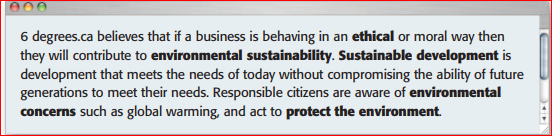 6 degrees.ca believes that if a business is behaving in an ethical or moral way then
they will contribute to environmental sustainability. Sustainable development is
development that meets the needs of today without compromising the ability of future
generations to meet their needs. Responsible citizens are aware of environmental
concerns such as global warming, and act to protect the environment.